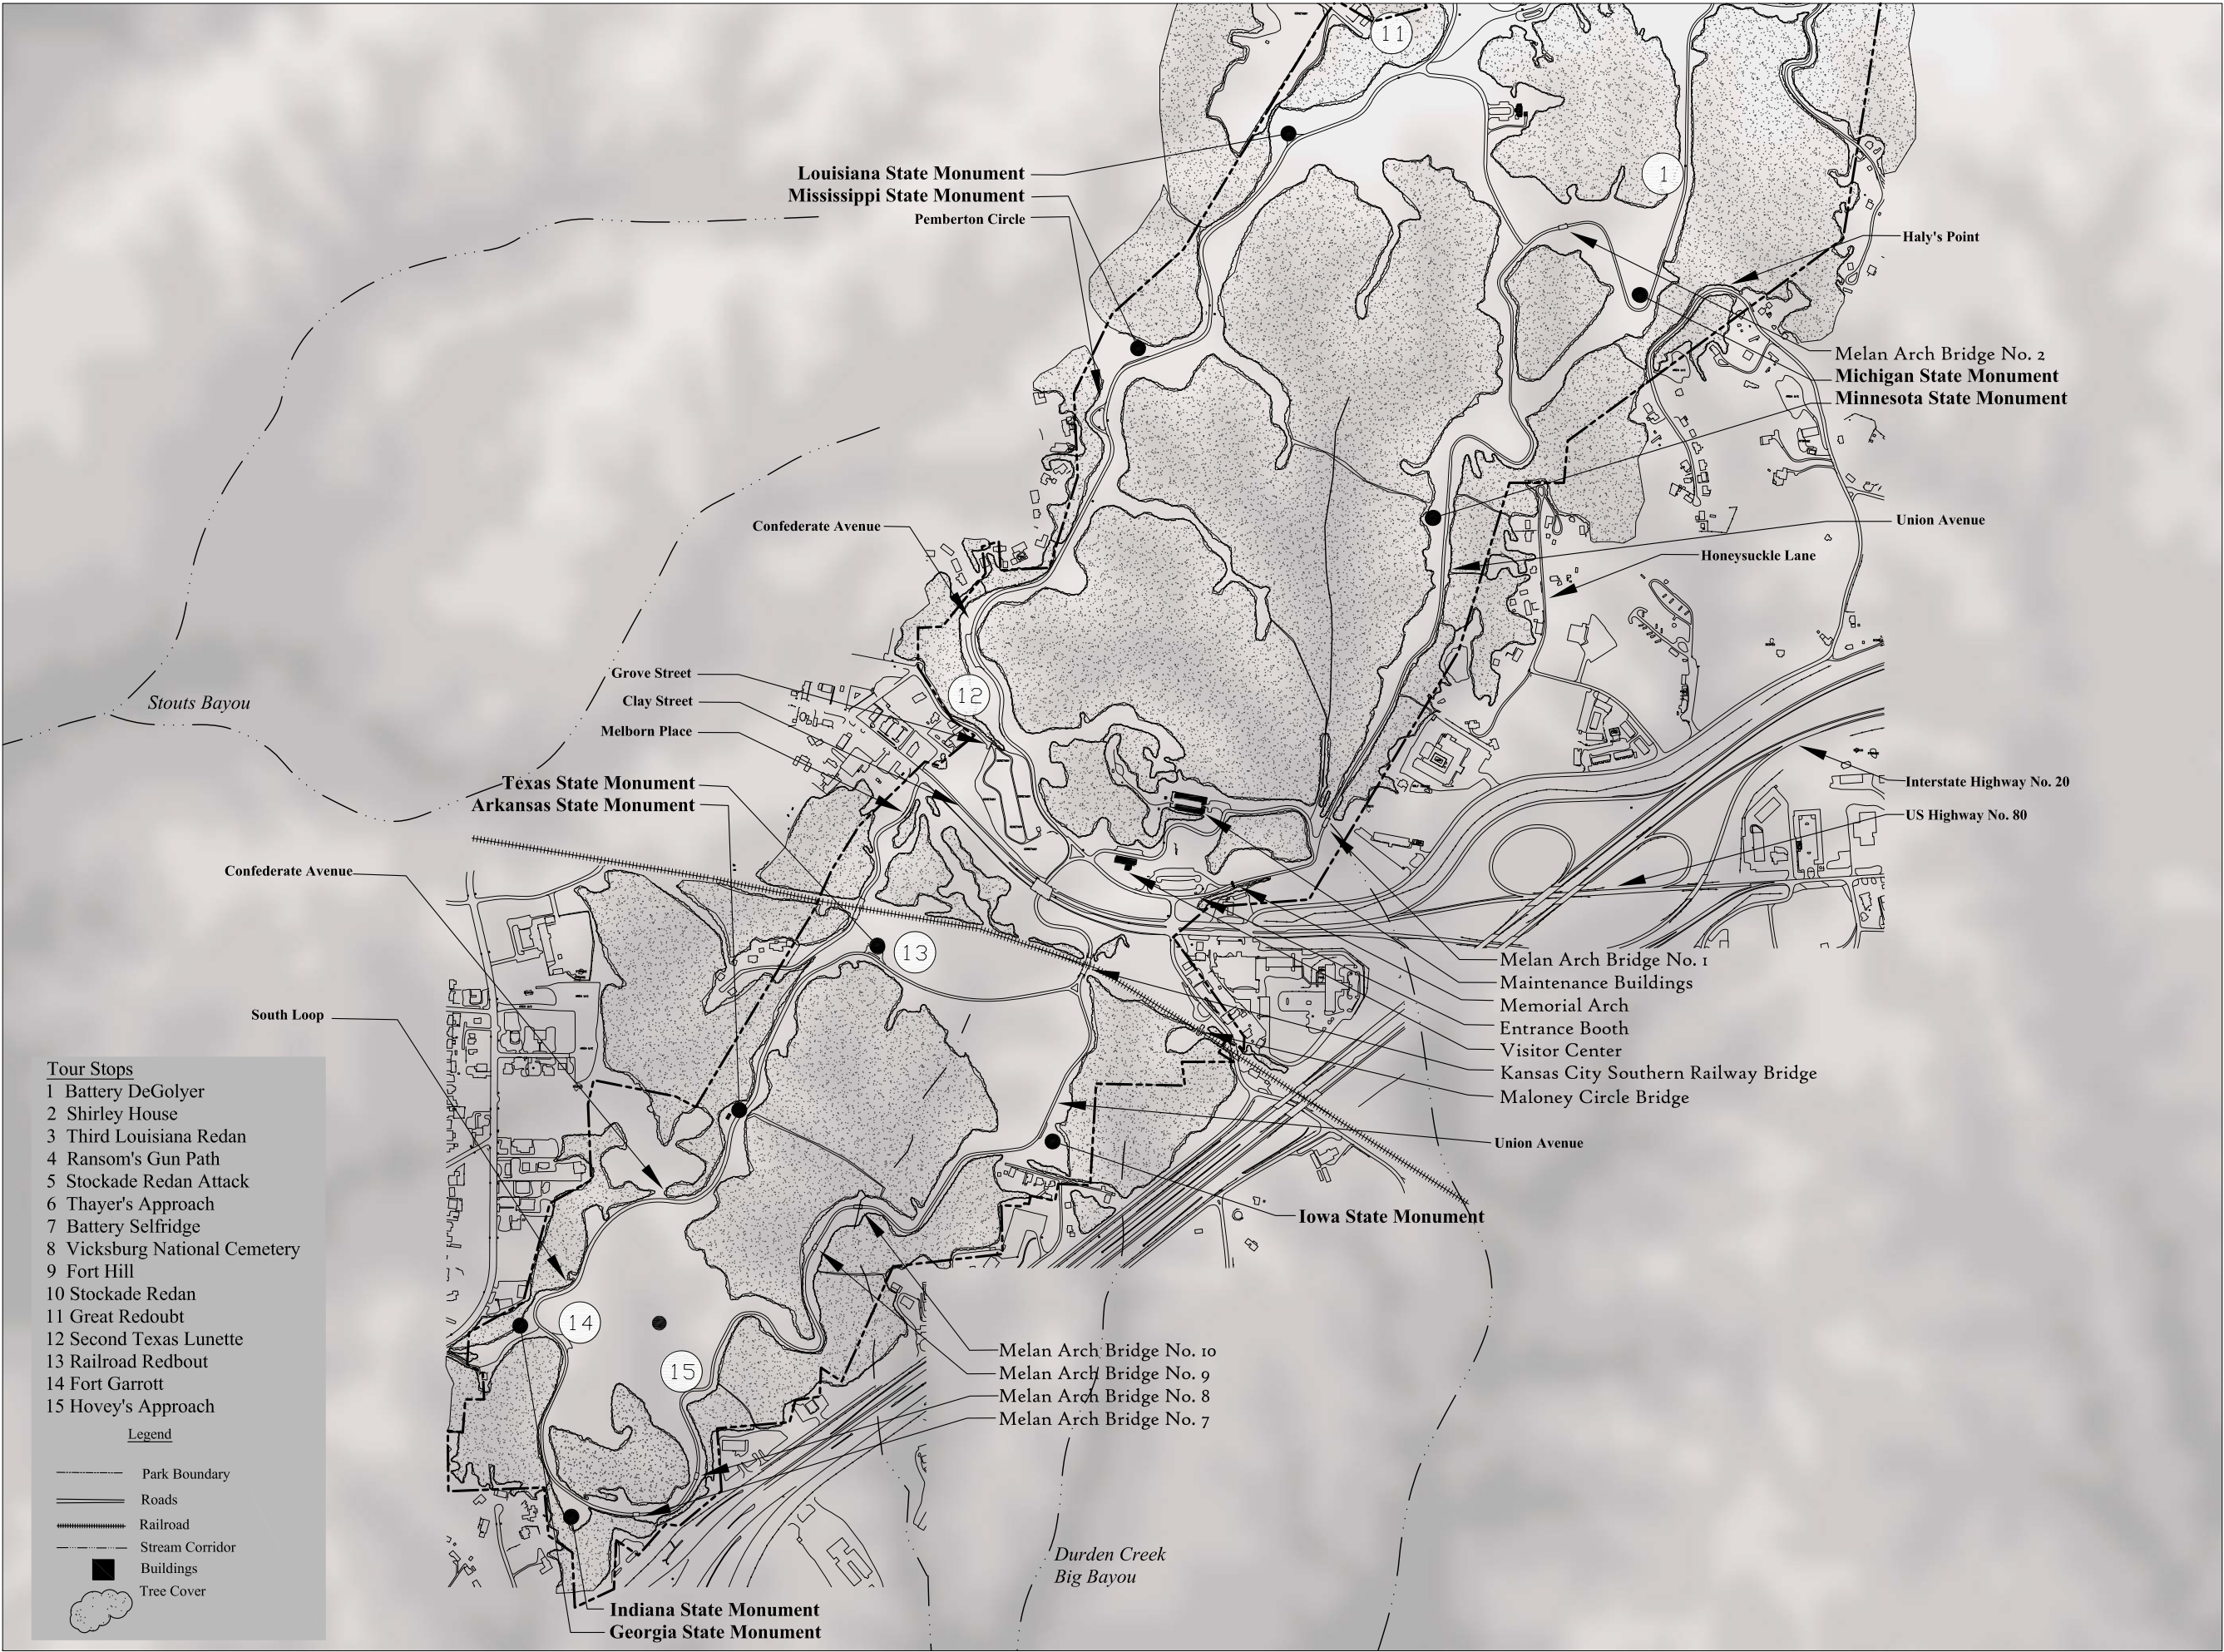 11
1
Louisiana State Monument
Mississippi State Monument
Pemberton Circle
Haly's Point
Melan Arch Bridge No. 2
Michigan State Monument
Minnesota State Monument
Confederate Avenue
Union Avenue
Honeysuckle Lane
Grove Street
Clay Street
Melborn Place
12
Stouts Bayou
Texas State Monument
Arkansas State Monument
Interstate Highway No. 20
US Highway No. 80
Confederate Avenue
13
South Loop
Melan Arch Bridge No. 1
Maintenance Buildings
Memorial Arch
Entrance Booth
Visitor Center
Kansas City Southern Railway Bridge
Maloney Circle Bridge
Union Avenue
Iowa State Monument
14
15
Melan Arch Bridge No. 10
Melan Arch Bridge No. 9
Melan Arch Bridge No. 8
Melan Arch Bridge No. 7
Tour Stops
1 Battery DeGolyer
2 Shirley House
3 Third Louisiana Redan
4 Ransom's Gun Path
5 Stockade Redan Attack
6 Thayer's Approach
7 Battery Selfridge
8 Vicksburg National Cemetery
9 Fort Hill
10 Stockade Redan
11 Great Redoubt
12 Second Texas Lunette
13 Railroad Redbout
14 Fort Garrott
15 Hovey's Approach
Legend
Park Boundary
Roads
Railroad
Stream Corridor
Buildings
Tree Cover
Durden Creek
Big Bayou
Indiana State Monument
Georgia State Monument